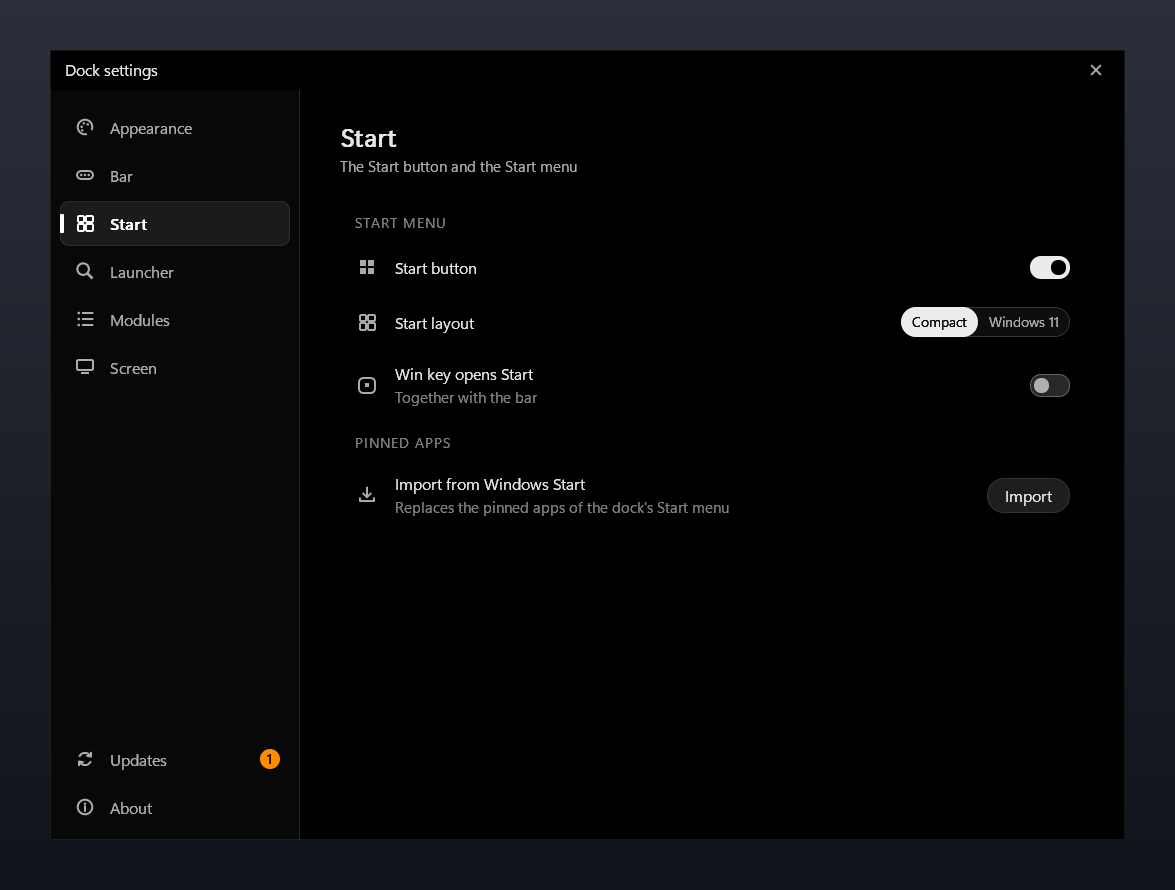 Dock settings
Appearance
Bar
Start
Launcher
Modules
Screen
Updates
1
About
Start
The Start button and the Start menu
START MENU
Start button
Start layout
Compact
Windows 11
Win key opens Start
Together with the bar
PINNED APPS
Import from Windows Start
Replaces the pinned apps of the dock's Start menu
Import